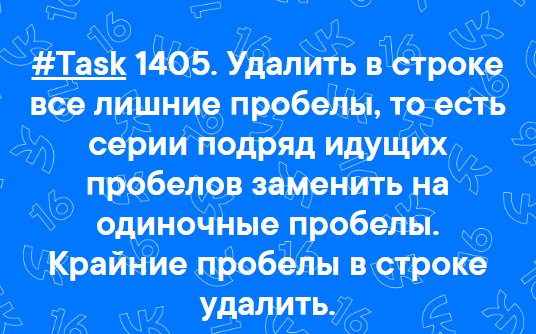 #Task 1405. Удалить в строке
все лишние пробелы, то есть
серии подряд идущих
пробелов заменить на
одиночные пробелы.
Крайние пробелы в строке
удалить.